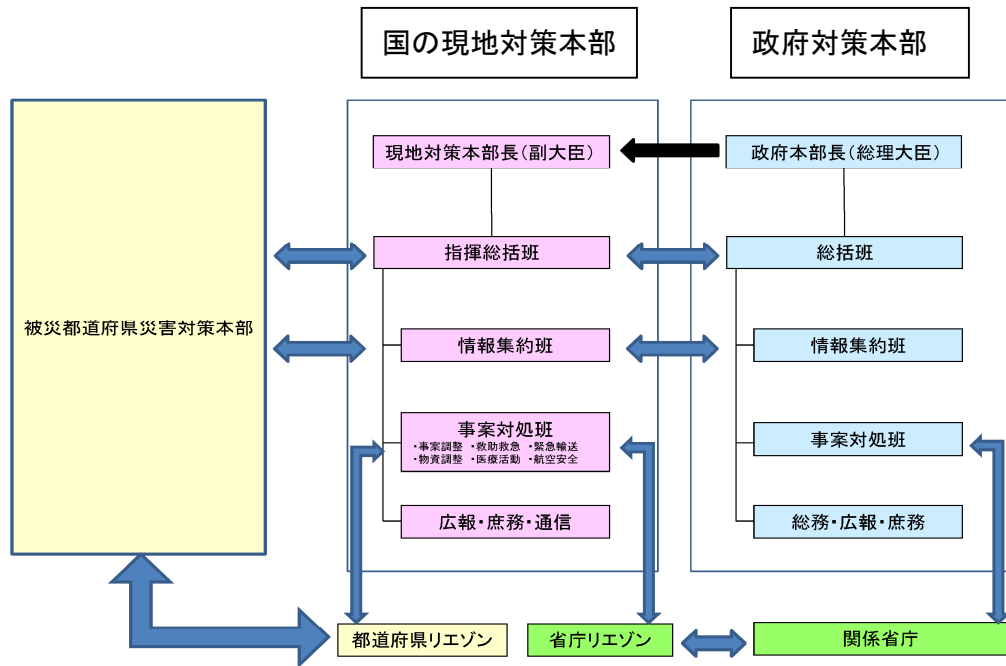 国の現地対策本部
政府対策本部
現地対策本部長(副大臣)
政府本部長(総理大臣)
指揮総括班
総括班
被災都道府県災害対策本部
情報集約班
情報集約班
事案対処班
・事案調整 ・救助救急 ・緊急輸送
・物資調整 ・医療活動 ・航空安全
事案対処班
広報・庶務・通信
総務・広報・庶務
都道府県リエゾン
省庁リエゾン
関係省庁